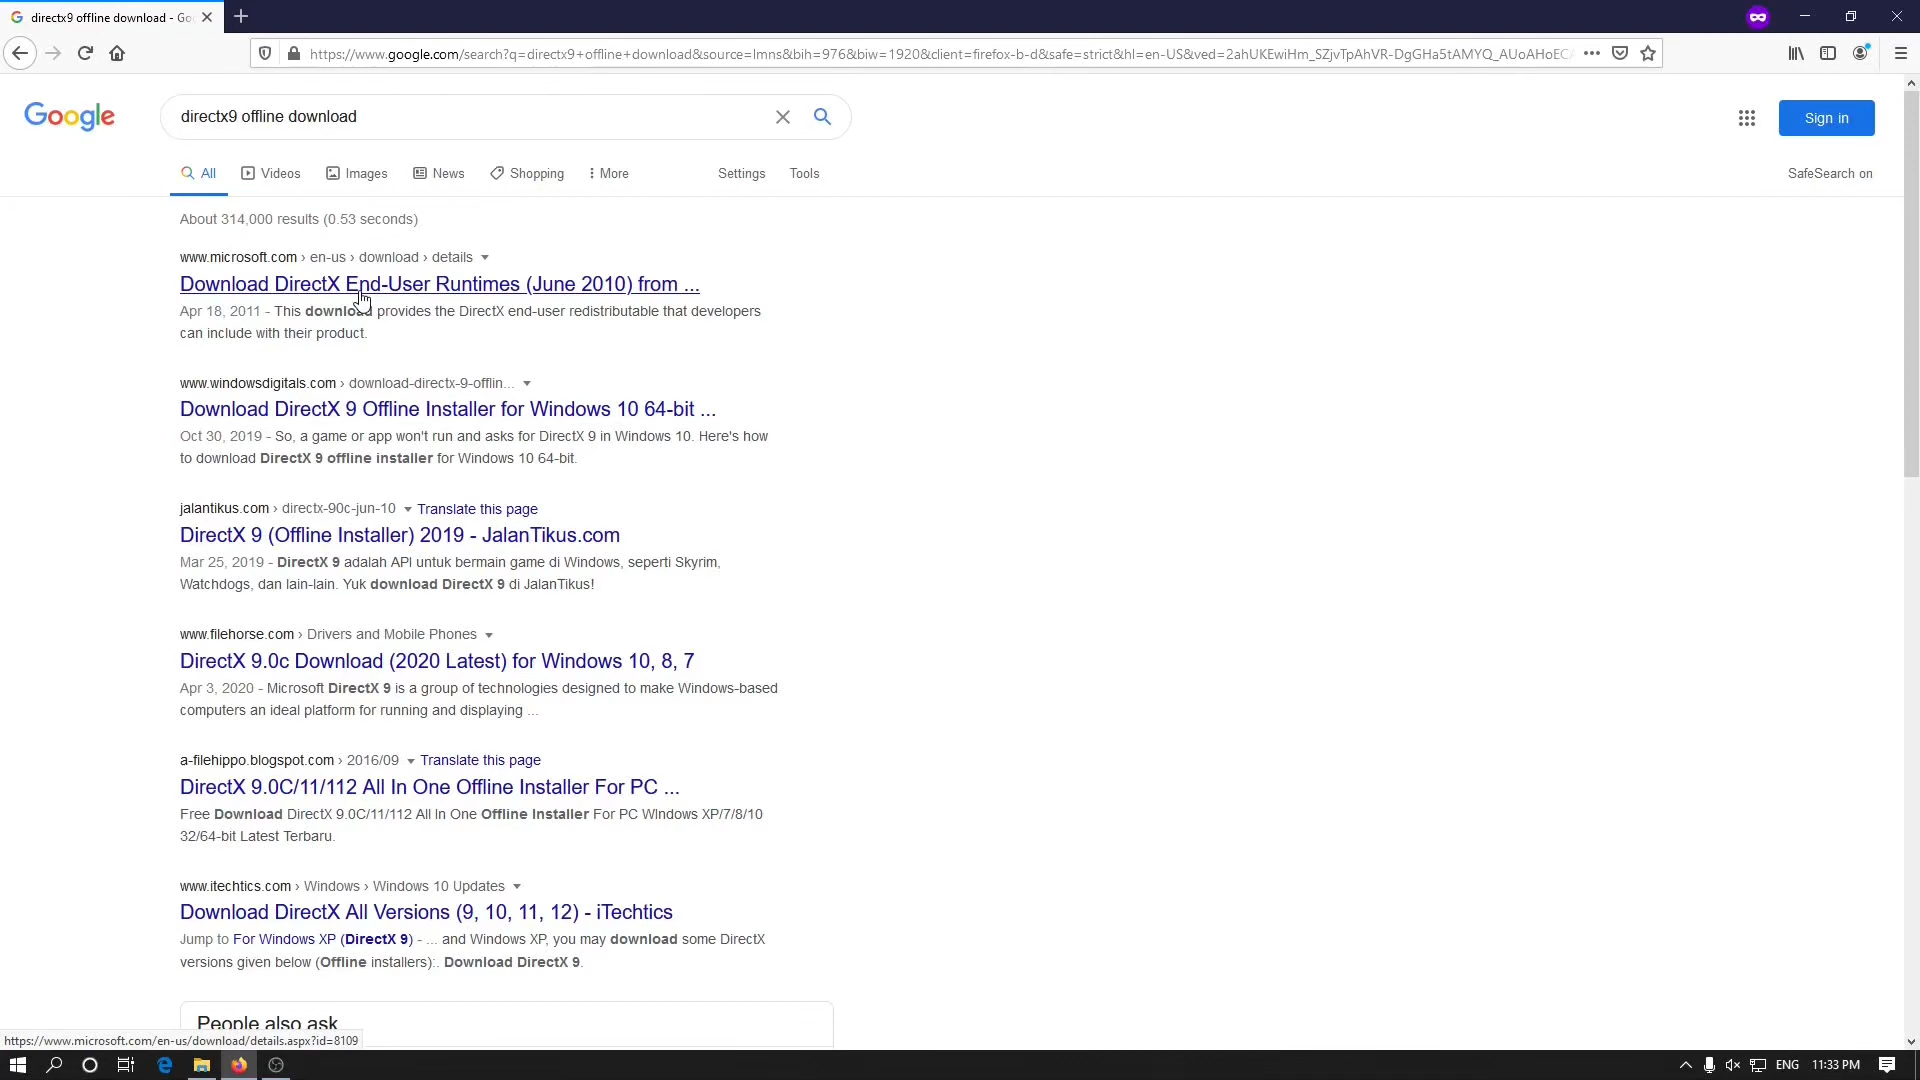 directx9 offline download - Go
https://www.google.com/search?q=directx9+offline+download&source=lmns&bih=976&biw=1920&client=firefox-b-d&safe=strict&hl=en-US&ved=2ahUKEwiHm_SZjvTpAhVR-DgGHa5tAMYQ_AUoAHoECA
Google
directx9 offline download
Sign in
All Videos Images News Shopping More Settings Tools SafeSearch on
About 314,000 results (0.53 seconds)
www.microsoft.com › en-us › download › details
Download DirectX End-User Runtimes (June 2010) from ...
Apr 18, 2011 - This download provides the DirectX end-user redistributable that developers
can include with their product.
www.windowsdigitals.com › download-directx-9-offlin...
Download DirectX 9 Offline Installer for Windows 10 64-bit ...
Oct 30, 2019 - So, a game or app won't run and asks for DirectX 9 in Windows 10. Here's how
to download DirectX 9 offline installer for Windows 10 64-bit.
jalantikus.com › directx-90c-jun-10 Translate this page
DirectX 9 (Offline Installer) 2019 - JalanTikus.com
Mar 25, 2019 - DirectX 9 adalah API untuk bermain game di Windows, seperti Skyrim,
Watchdogs, dan lain-lain. Yuk download DirectX 9 di JalanTikus!
www.filehorse.com › Drivers and Mobile Phones
DirectX 9.0c Download (2020 Latest) for Windows 10, 8, 7
Apr 3, 2020 - Microsoft DirectX 9 is a group of technologies designed to make Windows-based
computers an ideal platform for running and displaying ...
a-filehippo.blogspot.com › 2016/09 Translate this page
DirectX 9.0C/11/112 All In One Offline Installer For PC ...
Free Download DirectX 9.0C/11/112 All In One Offline Installer For PC WIndows XP/7/8/10
32/64-bit Latest Terbaru.
www.itechtics.com › Windows › Windows 10 Updates
Download DirectX All Versions (9, 10, 11, 12) - iTechtics
Jump to For Windows XP (DirectX 9) - ... and Windows XP, you may download some DirectX
versions given below (Offline installers):. Download DirectX 9.
People also ask
https://www.microsoft.com/en-us/download/details.aspx?id=8109
ENG 11:33 PM